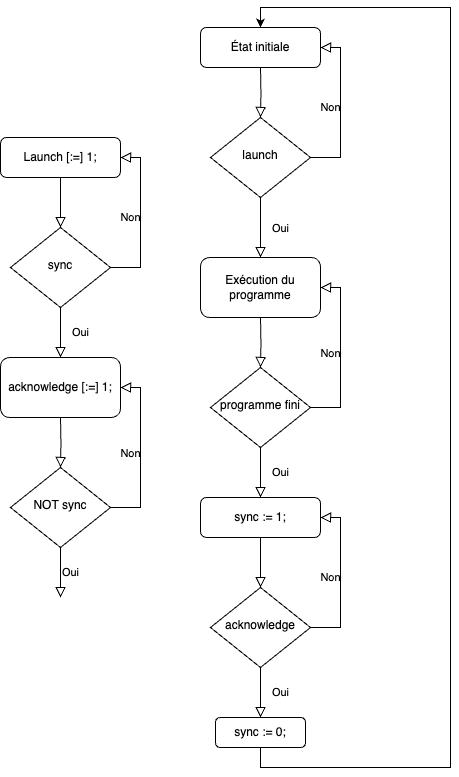 Launch [:=] 1;
Non
sync
Oui
acknowledge [:=] 1;
Non
NOT sync
Oui
État initiale
Non
launch
Oui
Exécution du
programme
Non
programme fini
Oui
sync := 1;
Non
acknowledge
Oui
sync := 0;